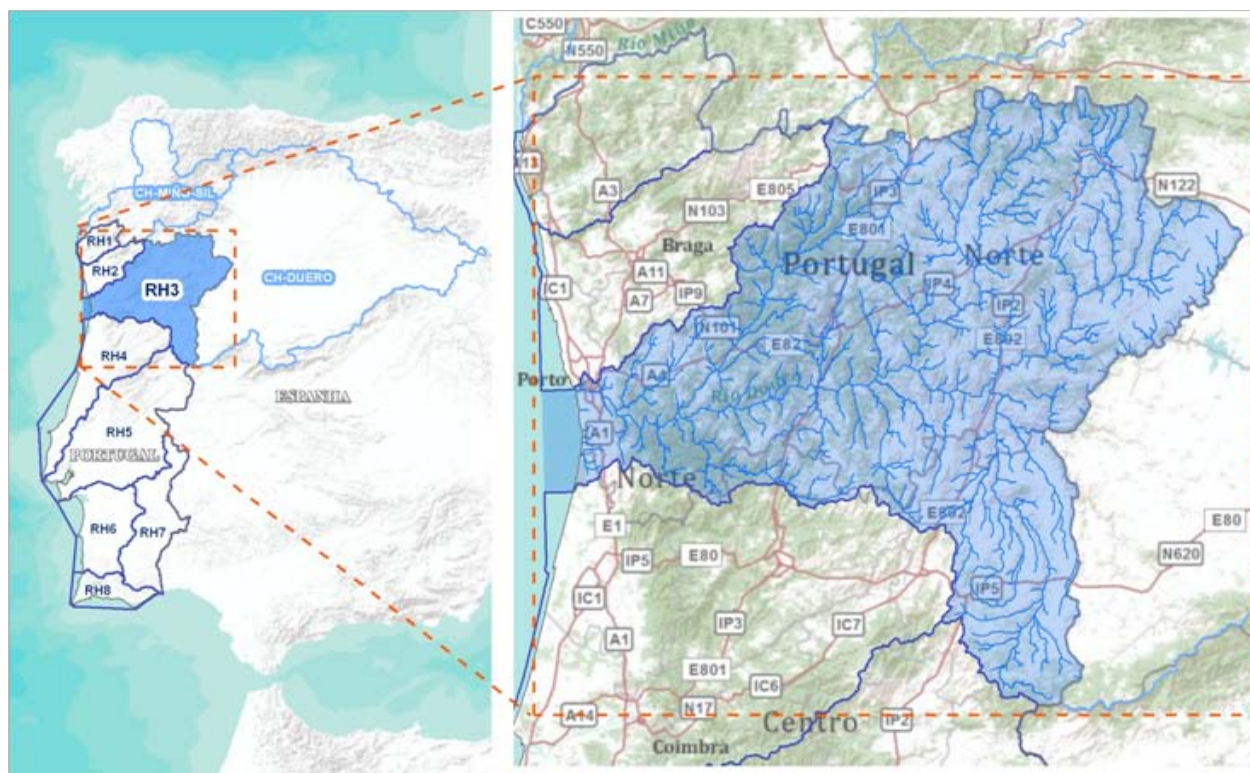 CH-MIÑO-SIL
RH1
RH2
RH3
CH-DUERO
RH4
ESPANHA
RH5
PORTUGAL
RH6
RH7
RH8
C550
N550
Río Miño
A3
N103
E805
IP3
E801
N122
Braga
Portugal
Norte
A11
IC1
A7
IP9
IP4
IP2
N101
E82
E802
Porto
A4
Rio Douro
A1
Norte
E802
E1
E80
IP5
E80
N620
IC1
IP5
A1
IP3
IC7
E801
IC6
A14
N17
Centro
IP2
Coimbra